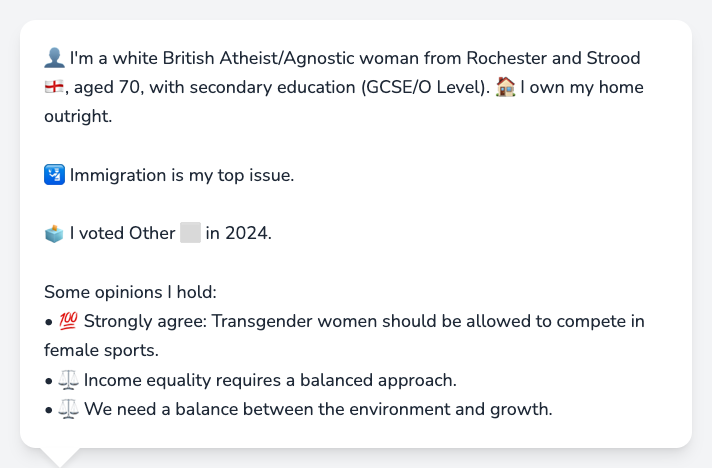 👤 I'm a white British Atheist/Agnostic woman from Rochester and Strood
🏴󠁧󠁢󠁥󠁮󠁧󠁿, aged 70, with secondary education (GCSE/O Level). 🏠 I own my home
outright.
🛂 Immigration is my top issue.
🗳️ I voted Other ⬜ in 2024.
Some opinions I hold:
• 💯 Strongly agree: Transgender women should be allowed to compete in
female sports.
• ⚖️ Income equality requires a balanced approach.
• ⚖️ We need a balance between the environment and growth.